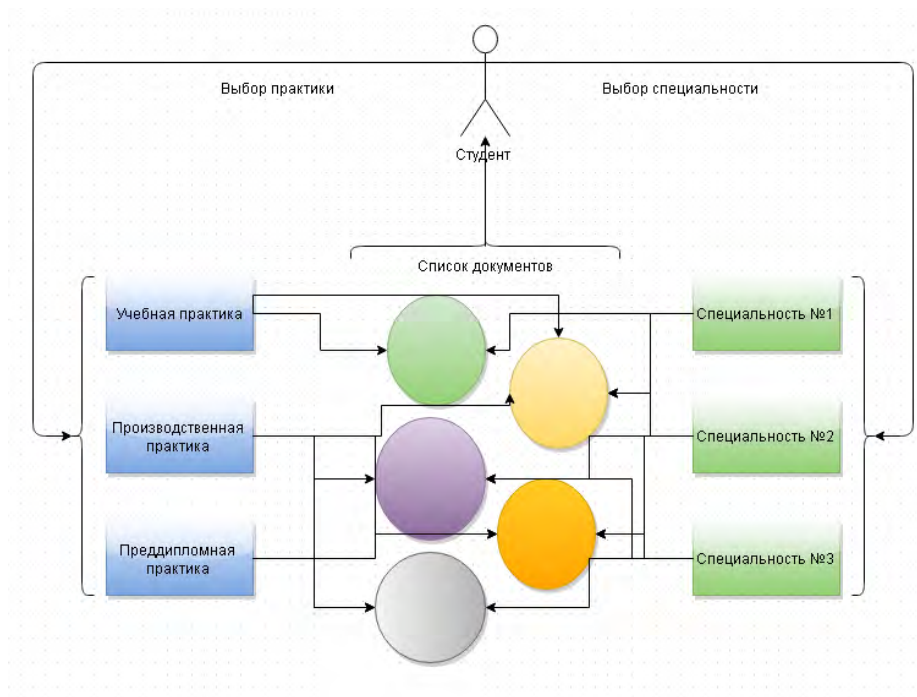 Выбор практики
Выбор специальности
Студент
Список документов
Учебная практика
Специальность №1
Производственная
практика
Специальность №2
Преддипломная
практика
Специальность №3